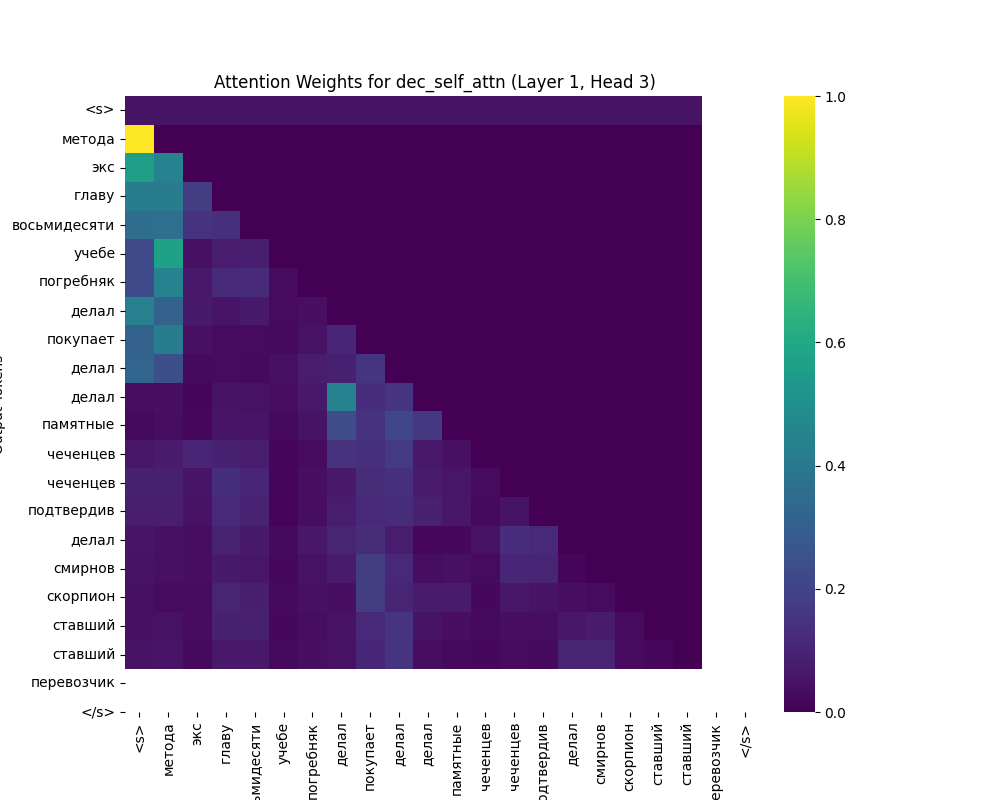 Attention Weights for dec_self_attn (Layer 1, Head 3)
<s>
метода
экс
главу
восьмидесяти
учебе
погребняк
делал
покупает
делал
делал
памятные
чеченцев
чеченцев
подтвердив
делал
смирнов
скорпион
ставший
ставший
перевозчик
</s>
<s>
метода
экс
главу
ьмидесяти
учебе
погребняк
делал
покупает
делал
делал
памятные
чеченцев
чеченцев
одтвердив
делал
смирнов
скорпион
ставший
ставший
еревозчик
</s>
1.0
0.8
0.6
0.4
0.2
0.0